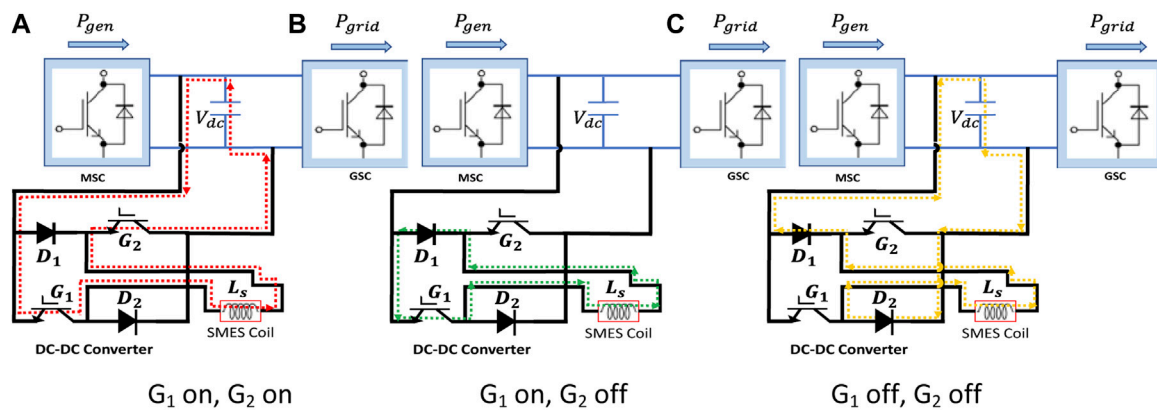 A
P_gen
MSC
V_dc
P_grid
GSC
D_1
G_2
G_1
D_2
L_s
SMES Coil
DC-DC Converter
G_1 on, G_2 on
B
P_gen
MSC
V_dc
P_grid
GSC
D_1
G_2
G_1
D_2
L_s
SMES Coil
DC-DC Converter
G_1 on, G_2 off
C
P_gen
MSC
V_dc
P_grid
GSC
D_1
G_2
G_1
D_2
L_s
SMES Coil
DC-DC Converter
G_1 off, G_2 off